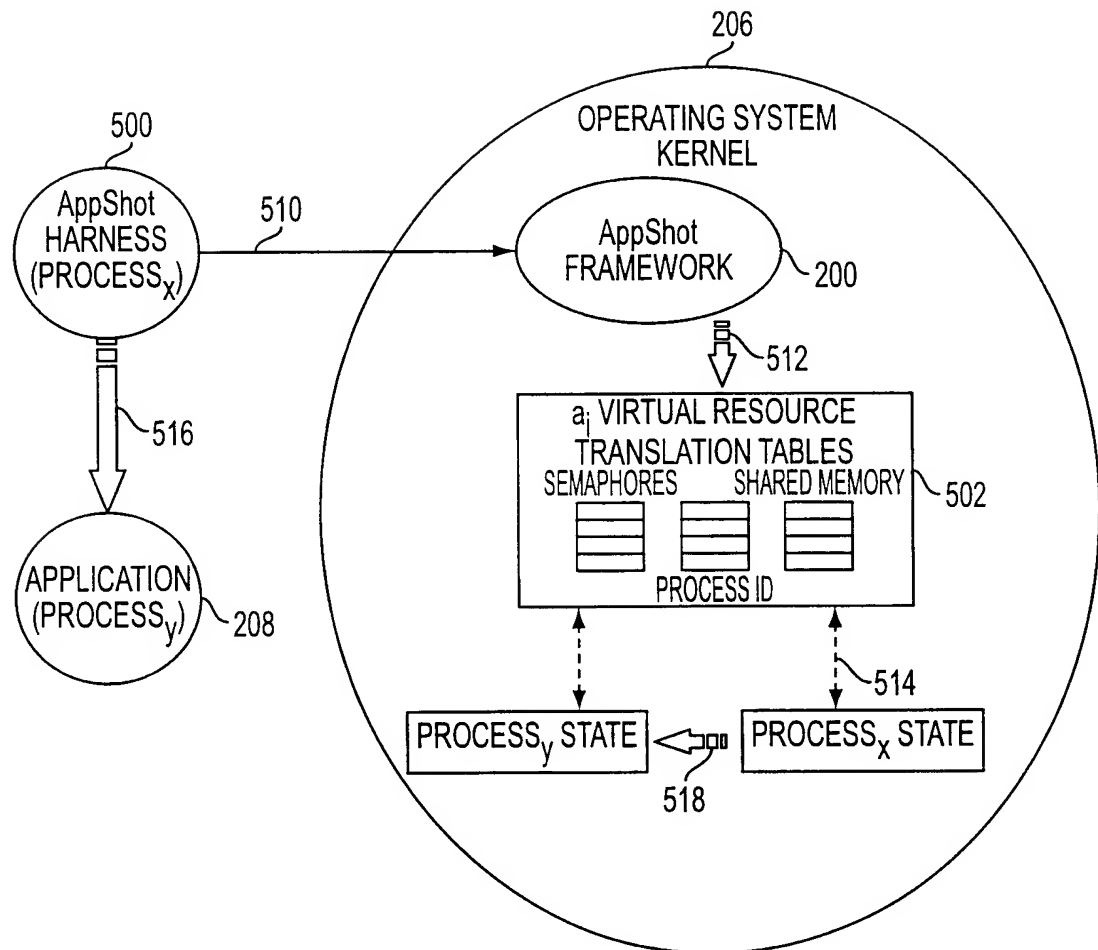 206
OPERATING SYSTEM
KERNEL
500
AppShot
HARNESS
(PROCESSx)
510
AppShot
FRAMEWORK
200
512
516
ai VIRTUAL RESOURCE
TRANSLATION TABLES
SEMAPHORES SHARED MEMORY
502
PROCESS ID
APPLICATION
(PROCESSy)
208
514
PROCESSy STATE
PROCESSx STATE
518